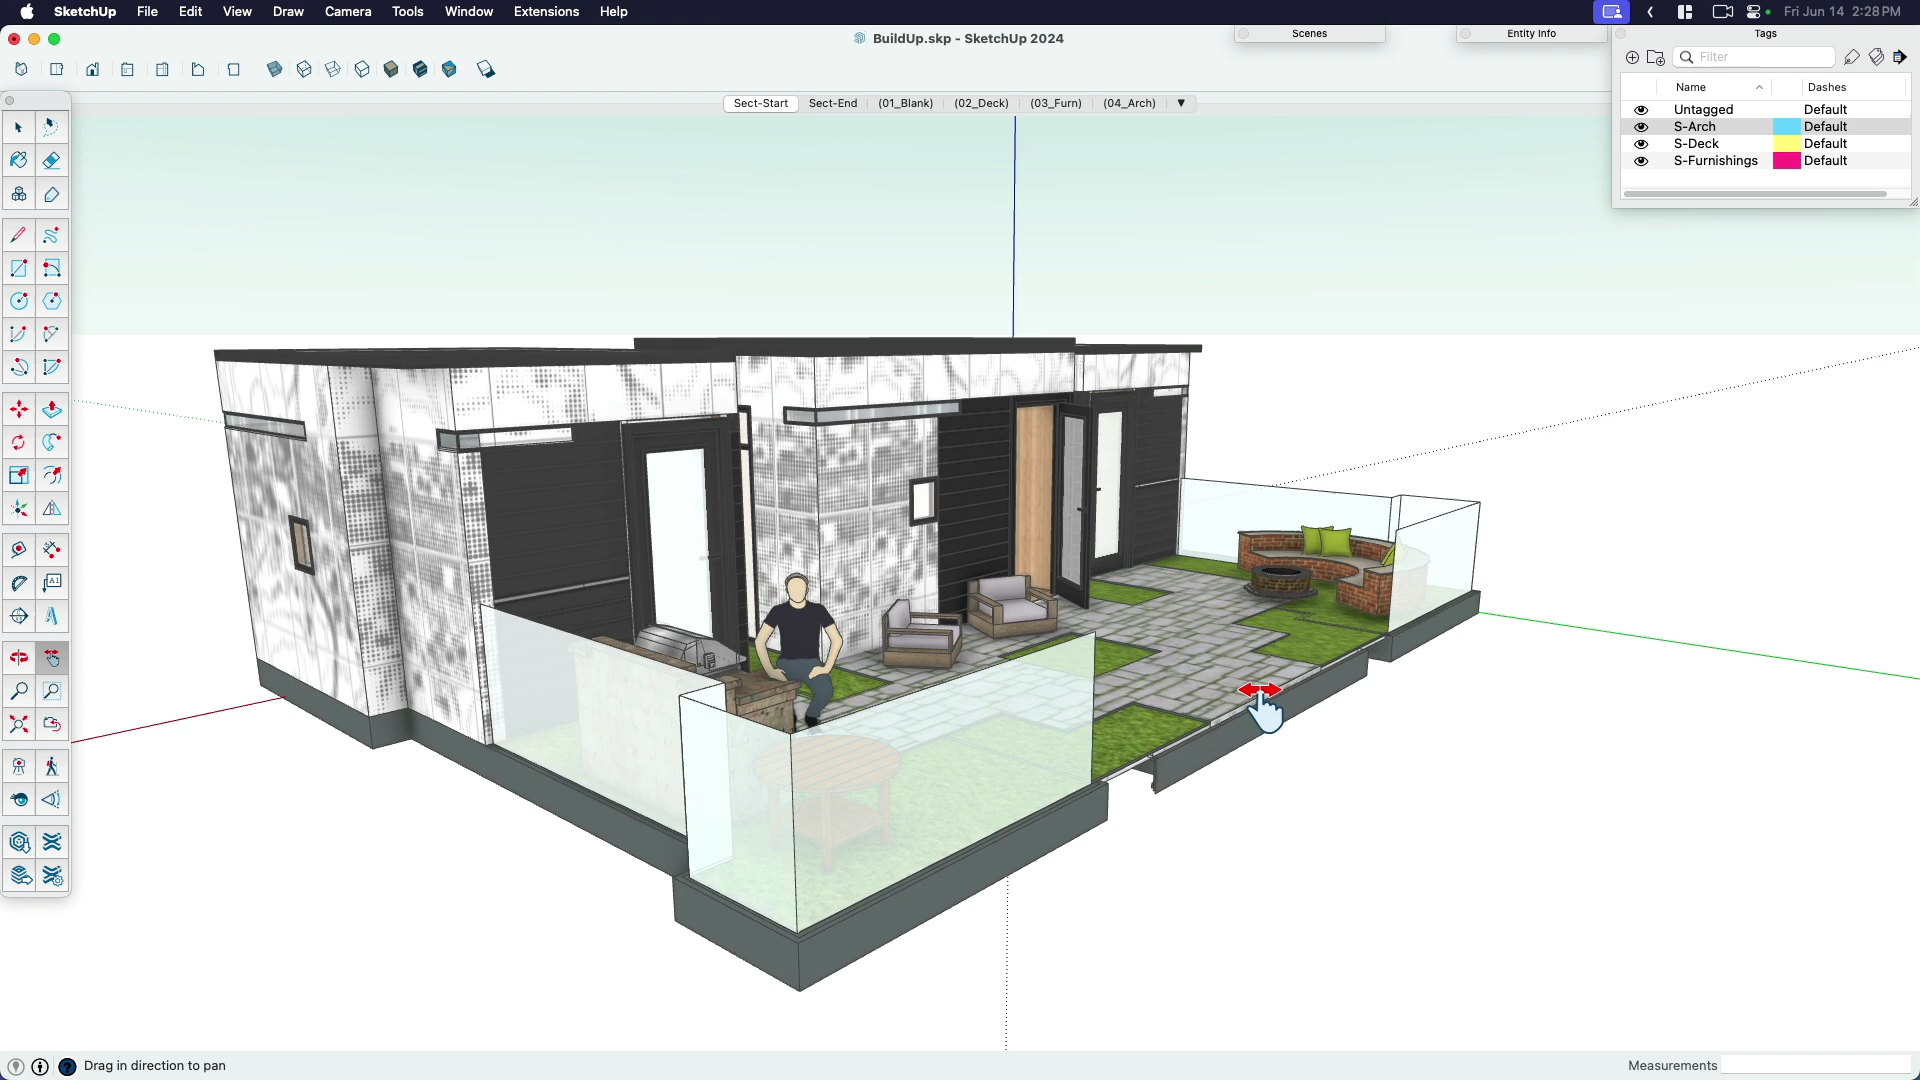 SketchUp File Edit View Draw Camera Tools Window Extensions Help
Fri Jun 14 2:28 PM
BuildUp.skp - SketchUp 2024
Scenes
Entity Info
Tags
Filter
Name Dashes
Untagged Default
S-Arch Default
S-Deck Default
S-Furnishings Default
Sect-Start Sect-End (01_Blank) (02_Deck) (03_Furn) (04_Arch)
A1
Drag in direction to pan
Measurements